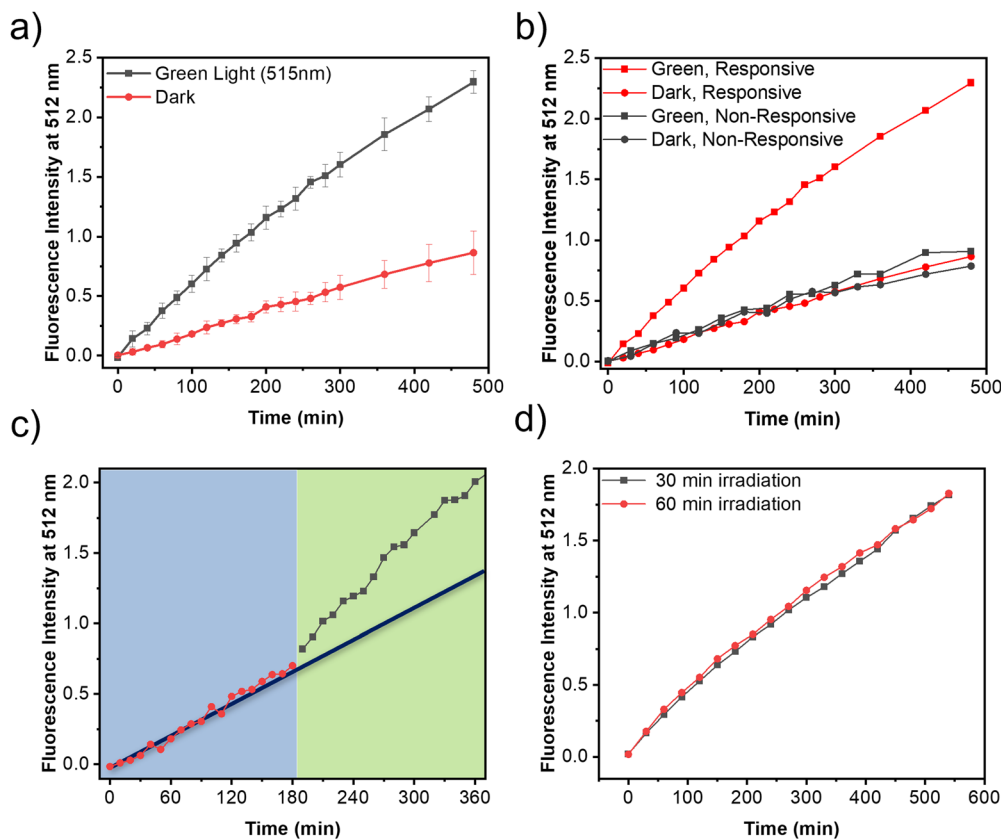 a)
Fluorescence Intensity at 512 nm
2.5
2.0
1.5
1.0
0.5
0.0
Green Light (515nm)
Dark
0
100
200
300
400
500
Time (min)
b)
Fluorescence Intensity at 512 nm
2.5
2.0
1.5
1.0
0.5
0.0
Green, Responsive
Dark, Responsive
Green, Non-Responsive
Dark, Non-Responsive
0
100
200
300
400
500
Time (min)
c)
Fluorescence Intensity at 512 nm
2.0
1.5
1.0
0.5
0.0
0
60
120
180
240
300
360
Time (min)
d)
Fluorescence Intensity at 512 nm
2.0
1.5
1.0
0.5
0.0
30 min irradiation
60 min irradiation
0
100
200
300
400
500
600
Time (min)